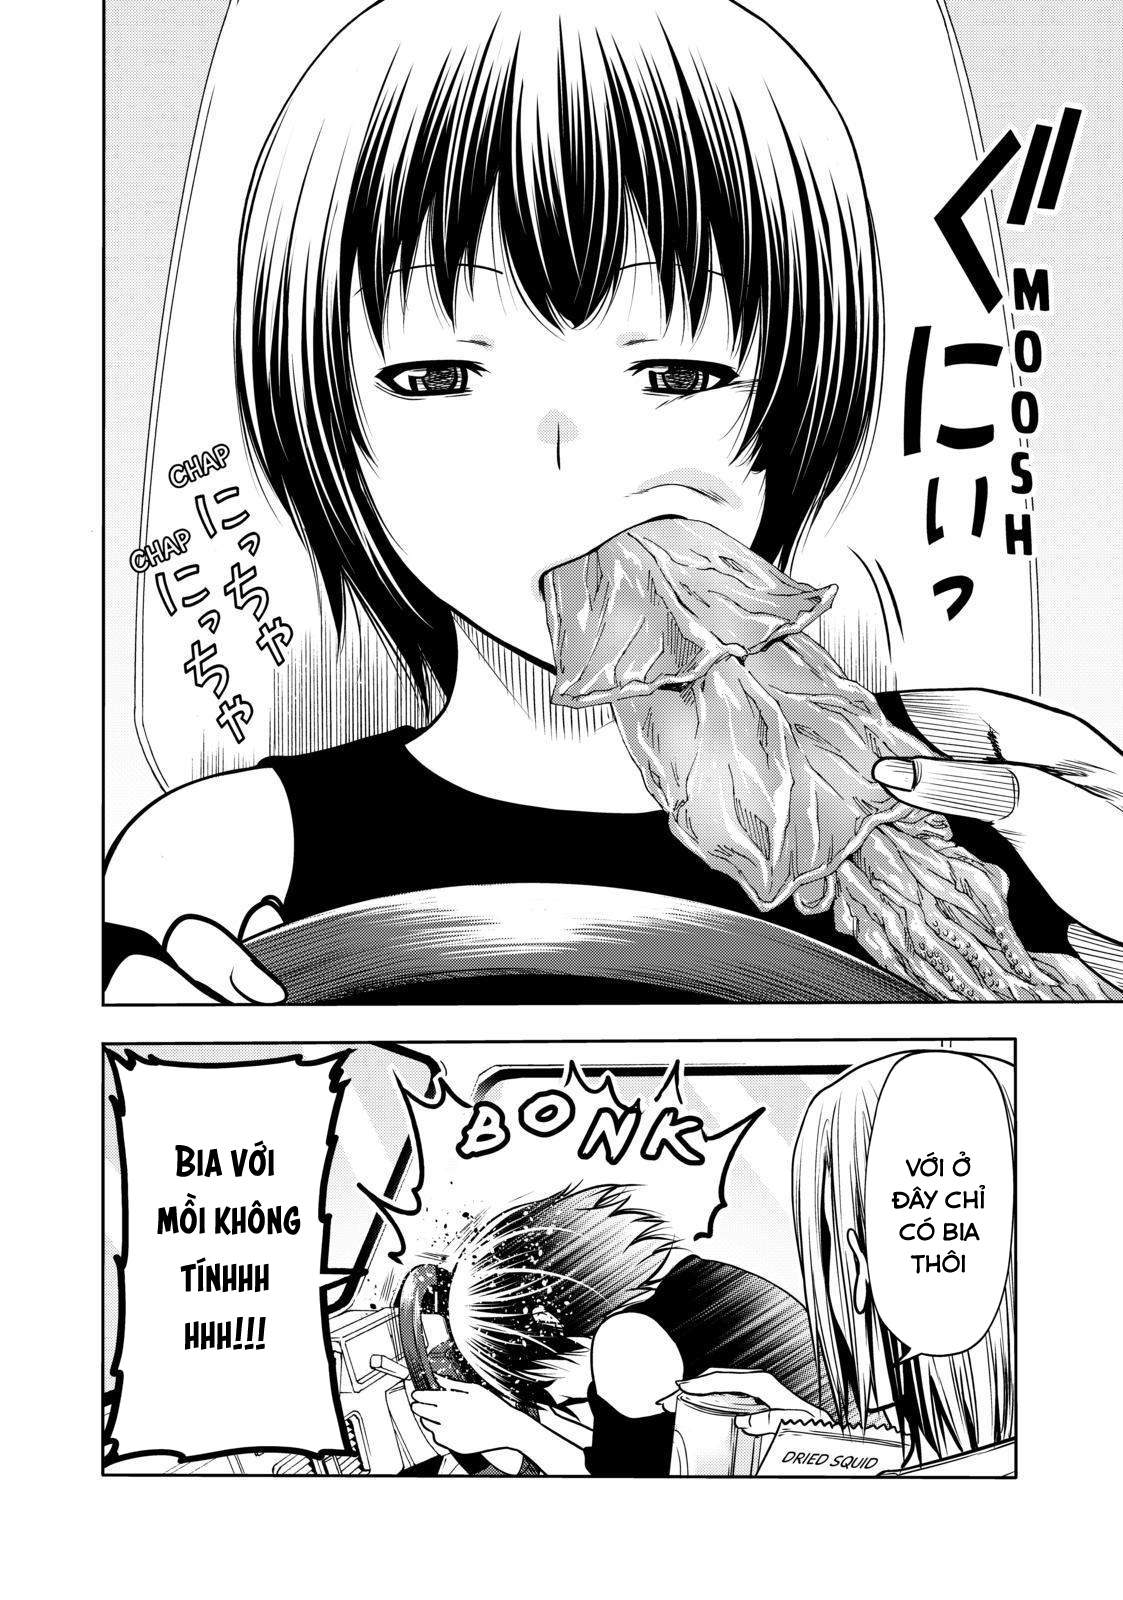 ぐにぃっ
MOOSH
CHAP
にっちゃ
CHAP
にっちゃ
BONK
VỚI Ở
ĐÂY CHỈ
CÓ BIA
THÔI
BIA VỚI
MỒI KHÔNG
TÍNHHH
HHH!!!
DRIED SQUID